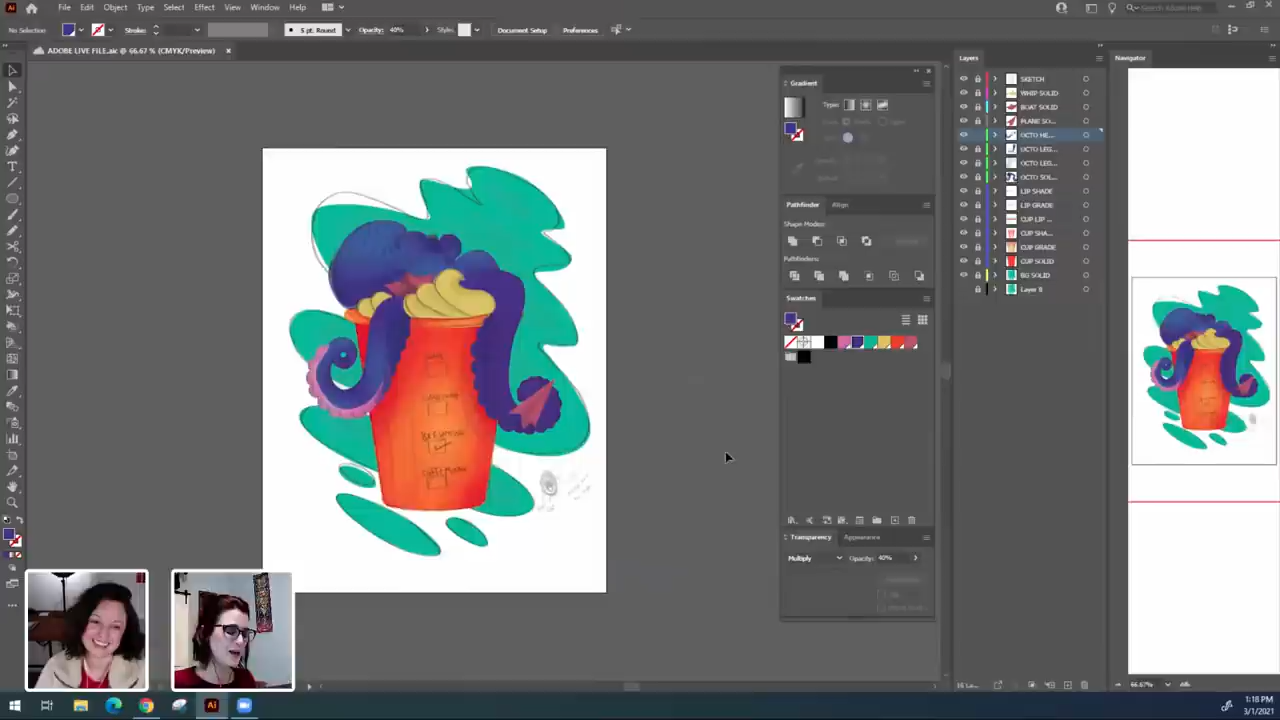 File Edit Object Type Select Effect View Window Help
No Selection Stroke: 5 pt. Round Opacity: 40% Style: Document Setup Preferences
ADOBE LIVE FILE.aic @ 66.67 % (CMYK/Preview)
Gradient
Type:
Pathfinder Align
Shape Modes:
Pathfinders:
Swatches
Transparency Appearance
Multiply Opacity: 40%
Layers
SKETCH
WHIP SOLID
BOAT SOLID
PLANE SO...
OCTO HE...
OCTO LEG...
OCTO LEG...
OCTO SOL...
LIP SHADE
LIP GRADE
CUP LIP ...
CUP SHA...
CUP GRADE
CUP SOLID
BG SOLID
Layer 8
Navigator
66.67%
1:18 PM
3/1/2021